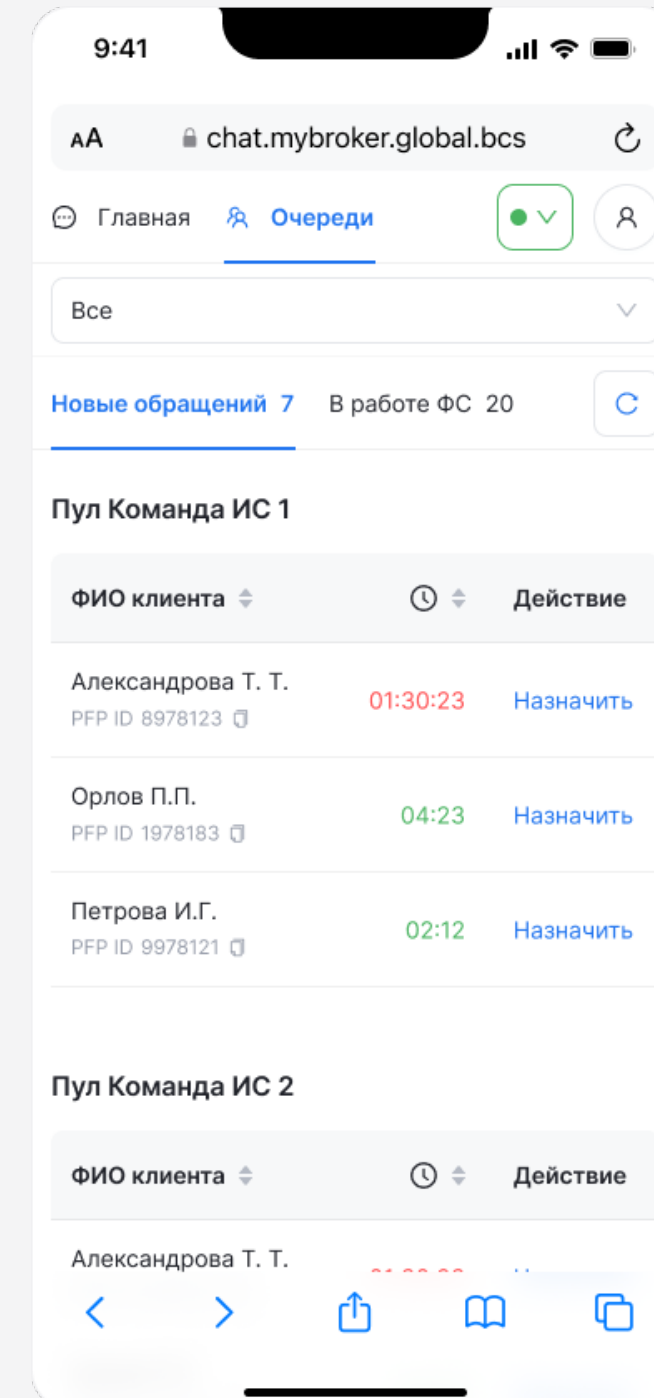 9:41
AA chat.mybroker.global.bcs
Главная Очереди
Все
Новые обращений 7 В работе ФС 20
Пул Команда ИС 1
ФИО клиента Действие
Александрова Т. Т.
01:30:23 Назначить
PFP ID 8978123
Орлов П.П.
04:23 Назначить
PFP ID 1978183
Петрова И.Г.
02:12 Назначить
PFP ID 9978121
Пул Команда ИС 2
ФИО клиента Действие
Александрова Т. Т.